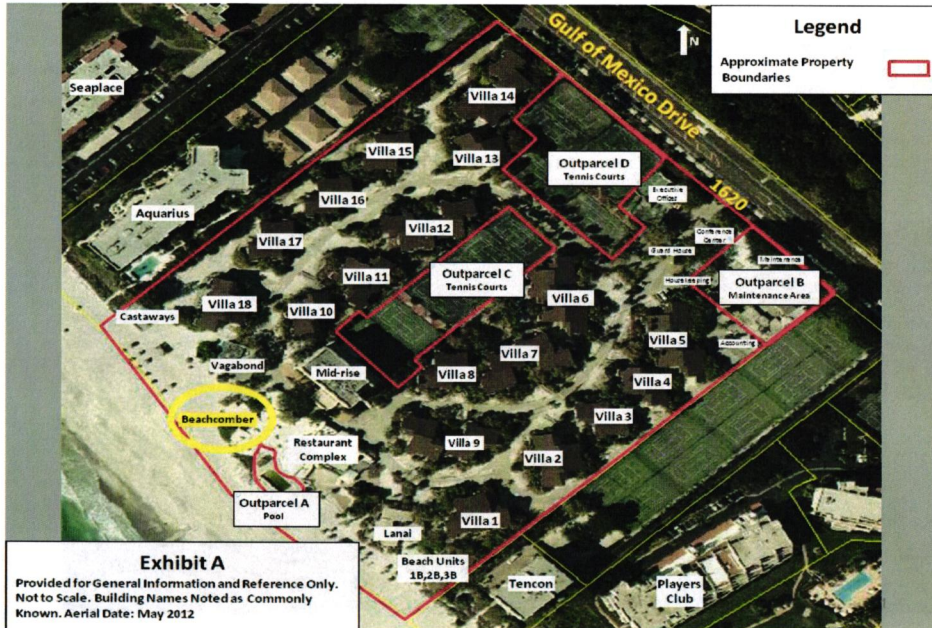 Legend
Approximate Property
Boundaries
N
Gulf of Mexico Drive
1620
Seaplace
Villa 14
Villa 15
Villa 13
Outparcel D
Tennis Courts
Executive
Offices
Villa 16
Aquarius
Villa12
Conference
Center
Villa 17
Guard House
Maintenance
Outparcel C
Tennis Courts
Villa 11
Housekeeping
Outparcel B
Maintenance Area
Villa 6
Villa 18
Castaways
Villa 10
Villa 5
Accounting
Villa 7
Vagabond
Mid-rise
Villa 8
Villa 4
Beachcomber
Villa 3
Restaurant
Complex
Villa 9
Villa 2
Outparcel A
Pool
Villa 1
Lanai
Beach Units
1B,2B,3B
Tencon
Players
Club
Exhibit A
Provided for General Information and Reference Only.
Not to Scale. Building Names Noted as Commonly
Known. Aerial Date: May 2012